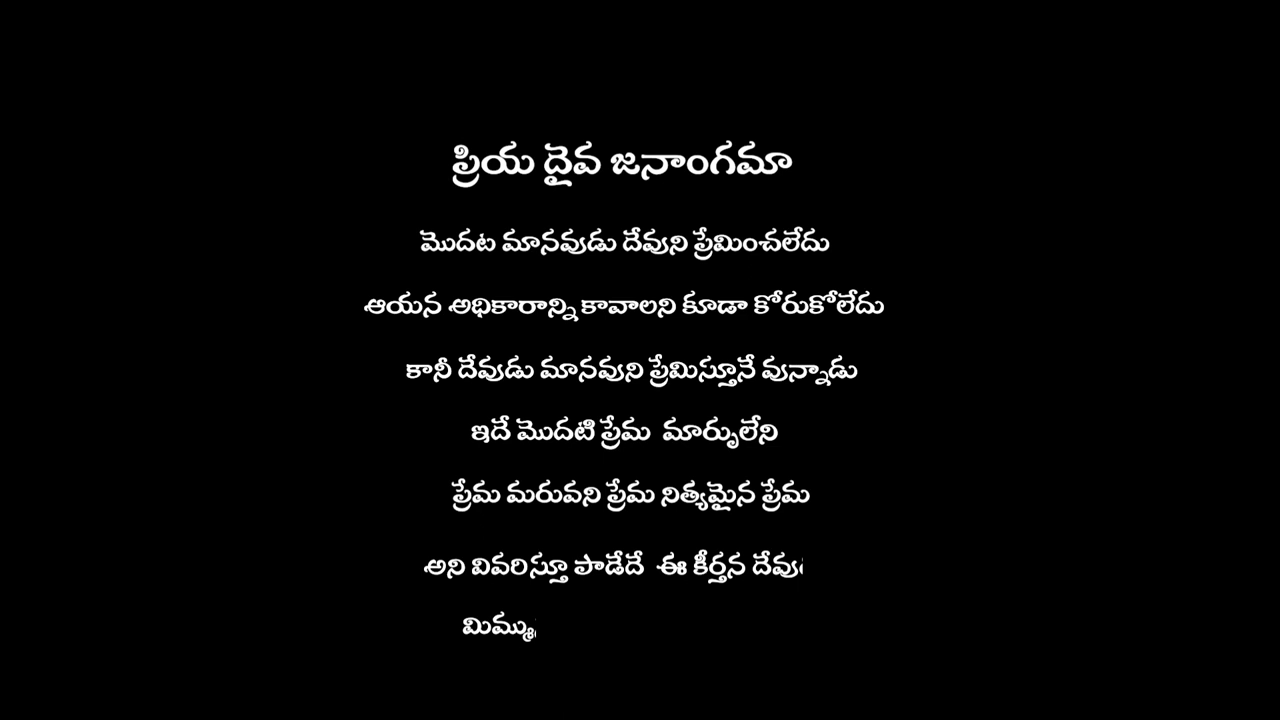 ప్రియ దైవ జనాంగమా
మొదట మానవుడు దేవుని ప్రేమించలేదు
ఆయన అధికారాన్ని కావాలని కూడా కోరుకోలేదు
కానీ దేవుడు మానవుని ప్రేమిస్తూనే వున్నాడు
ఇదే మొదటి ప్రేమ మార్పులేని
ప్రేమ మరువని ప్రేమ నిత్యమైన ప్రేమ
అని వివరిస్తూ పాడేదే ఈ కీర్తన